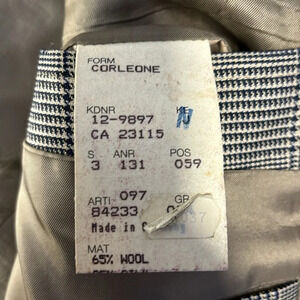 FORM
CORLEONE
KDNR
12-9897
CA 23115
S ANR POS
3 131 059
ARTI 097 GR
84233
Made in
MAT
65% WOOL